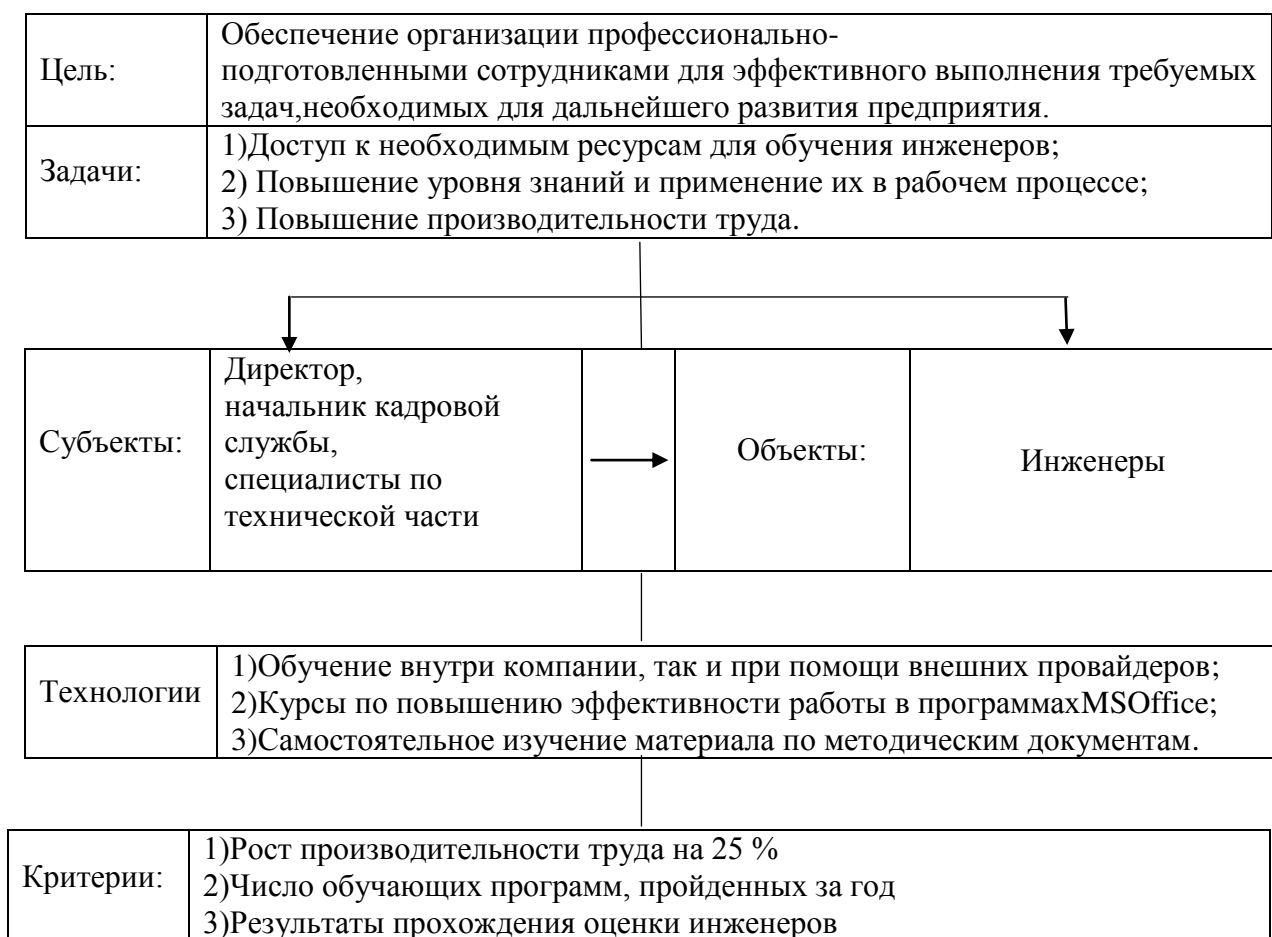 Цель:
Обеспечение организации профессионально-
подготовленными сотрудниками для эффективного выполнения требуемых
задач,необходимых для дальнейшего развития предприятия.
Задачи:
1)Доступ к необходимым ресурсам для обучения инженеров;
2) Повышение уровня знаний и применение их в рабочем процессе;
3) Повышение производительности труда.
Субъекты:
Директор,
начальник кадровой
службы,
специалисты по
технической части
Объекты:
Инженеры
Технологии
1)Обучение внутри компании, так и при помощи внешних провайдеров;
2)Курсы по повышению эффективности работы в программахMSOffice;
3)Самостоятельное изучение материала по методическим документам.
Критерии:
1)Рост производительности труда на 25 %
2)Число обучающих программ, пройденных за год
3)Результаты прохождения оценки инженеров